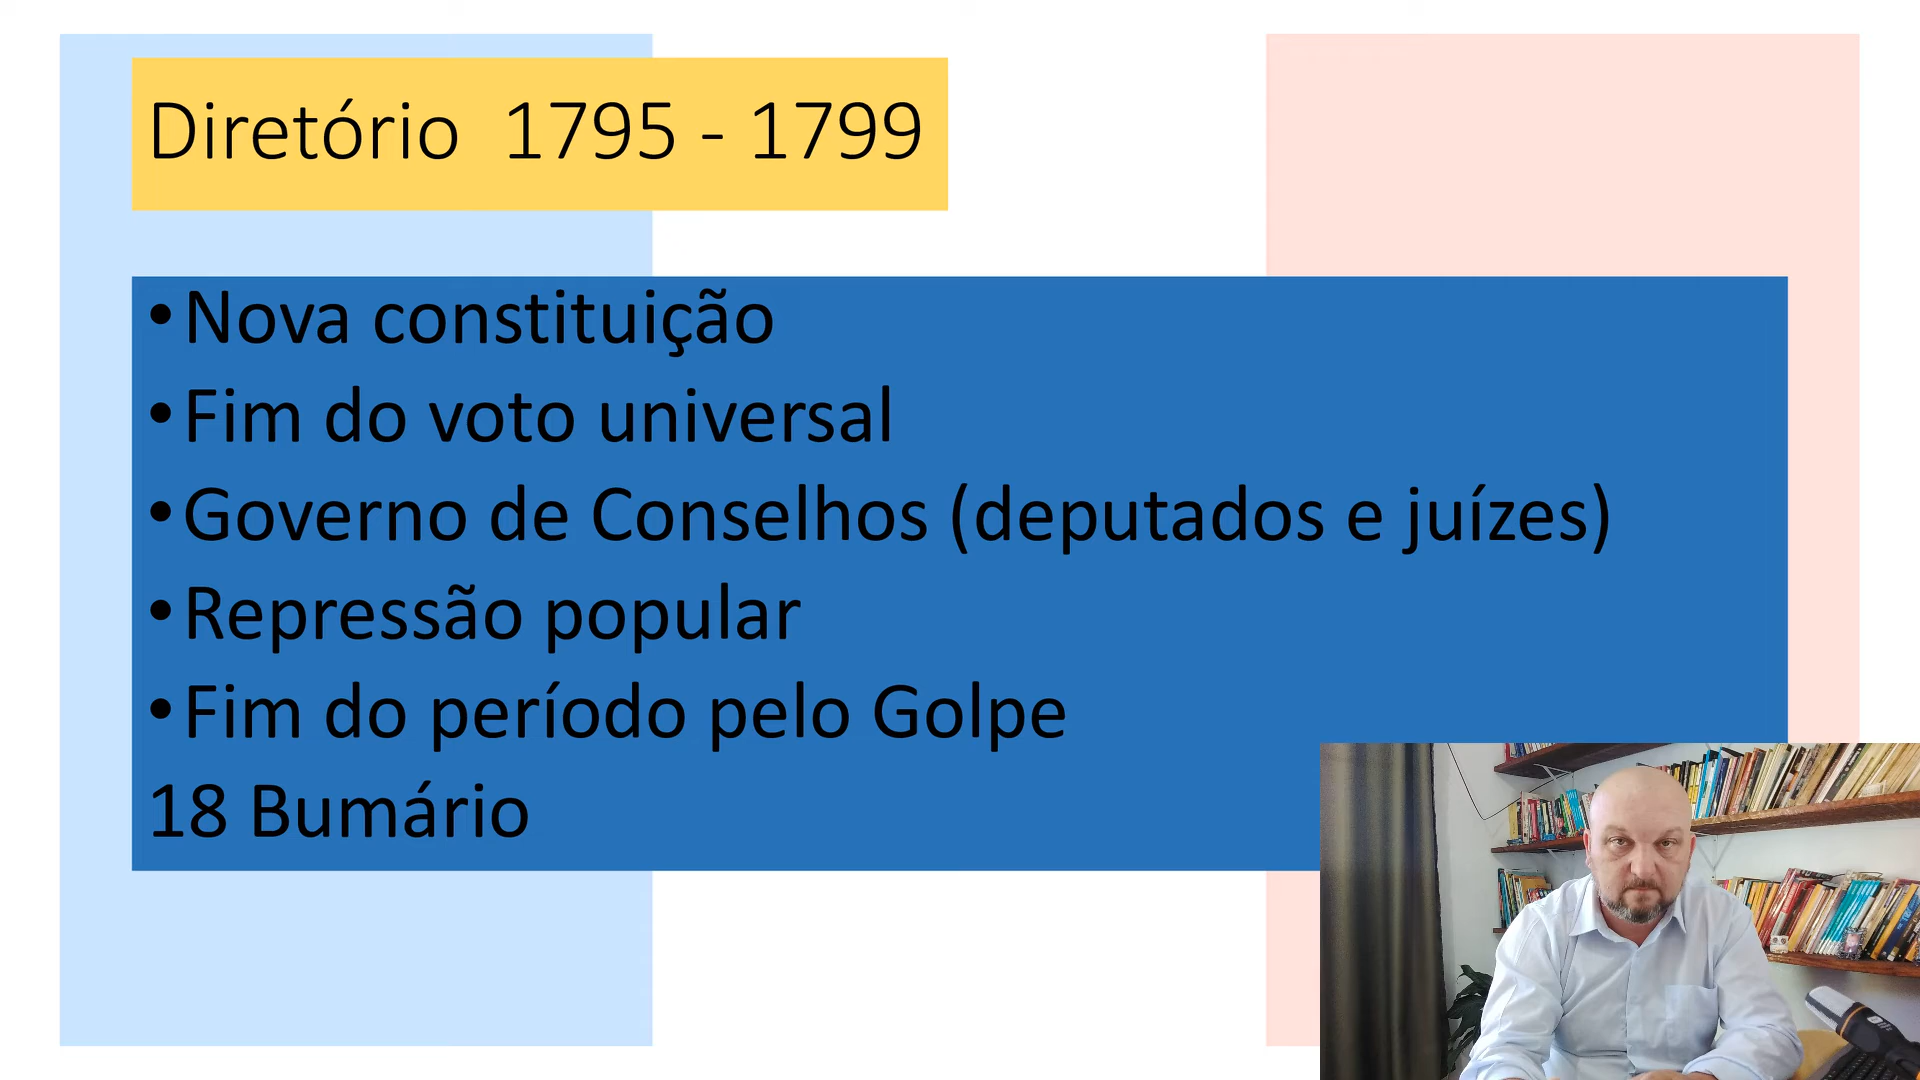 Diretório 1795 - 1799
•Nova constituição
•Fim do voto universal
•Governo de Conselhos (deputados e juízes)
•Repressão popular
•Fim do período pelo Golpe
18 Bumário